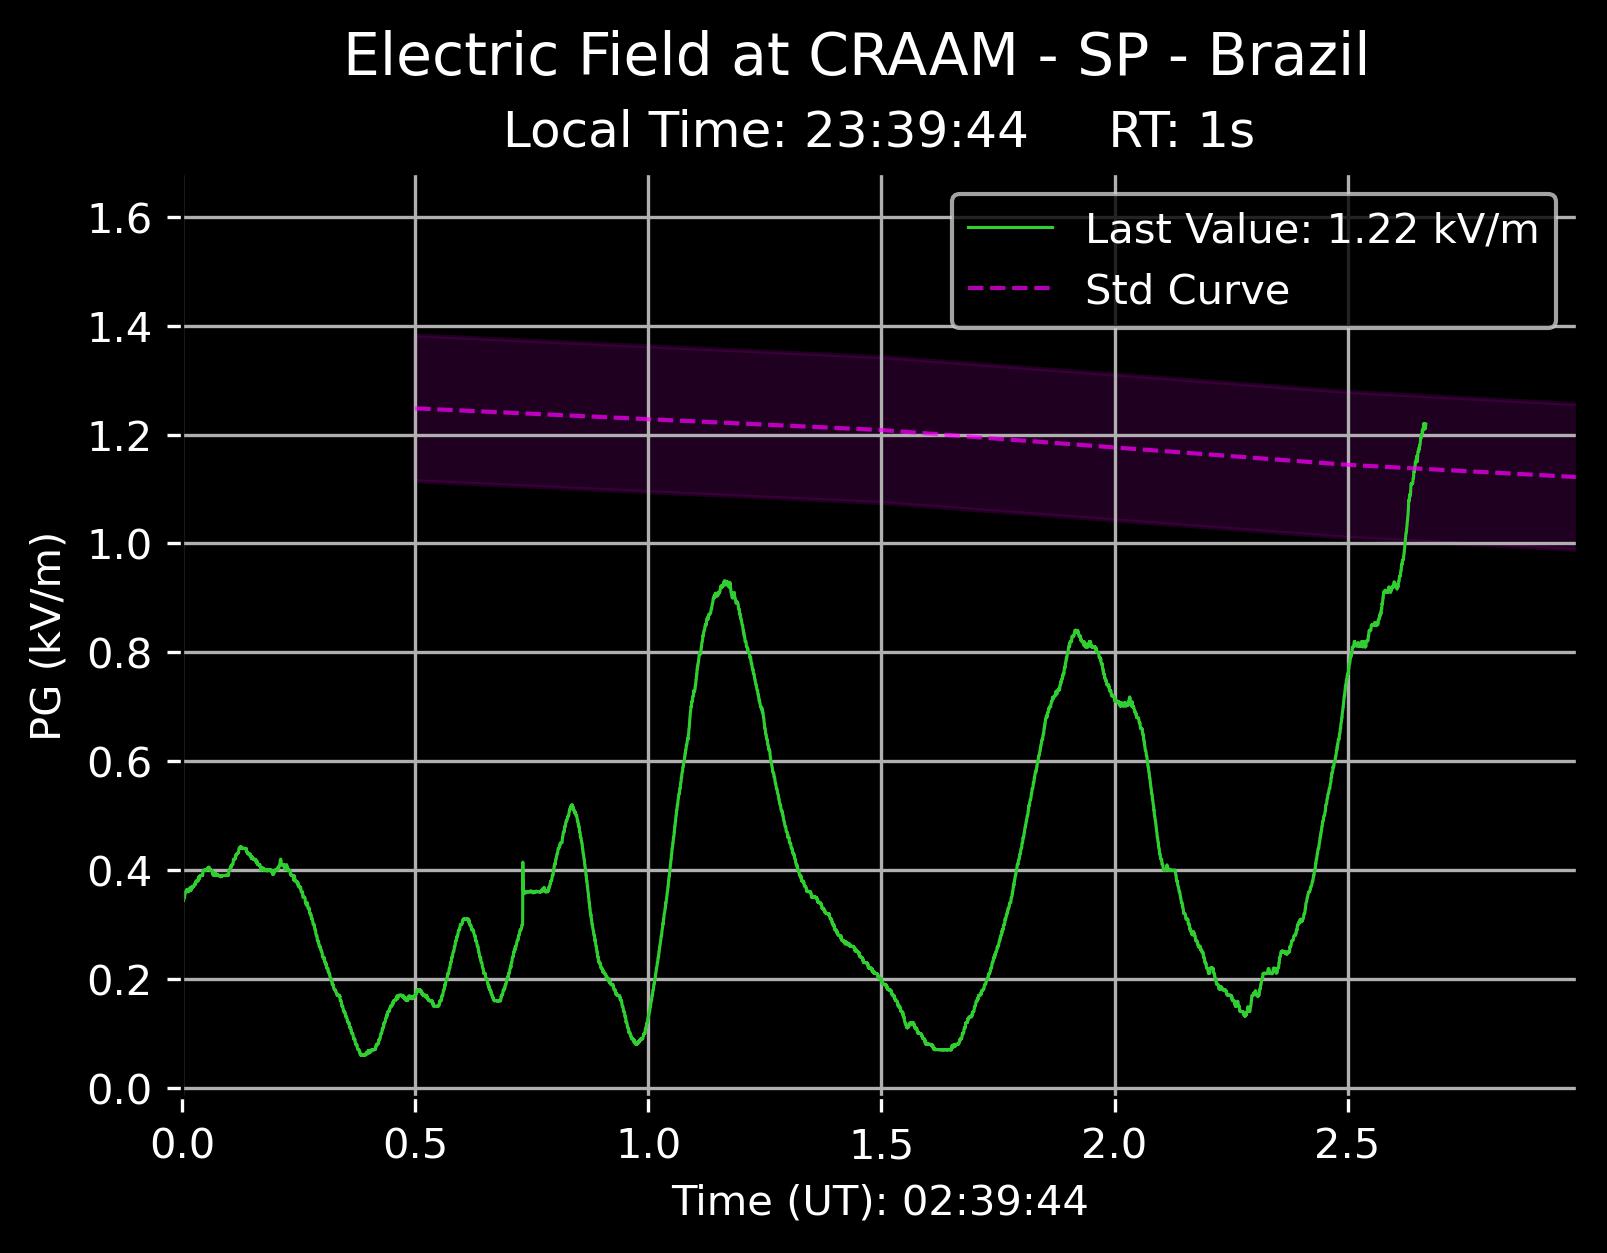 Electric Field at CRAAM - SP - Brazil
Local Time: 23:39:44 RT: 1s
Last Value: 1.22 kV/m
Std Curve
1.6
1.4
1.2
1.0
0.8
0.6
0.4
0.2
0.0
PG (kV/m)
0.0 0.5 1.0 1.5 2.0 2.5
Time (UT): 02:39:44